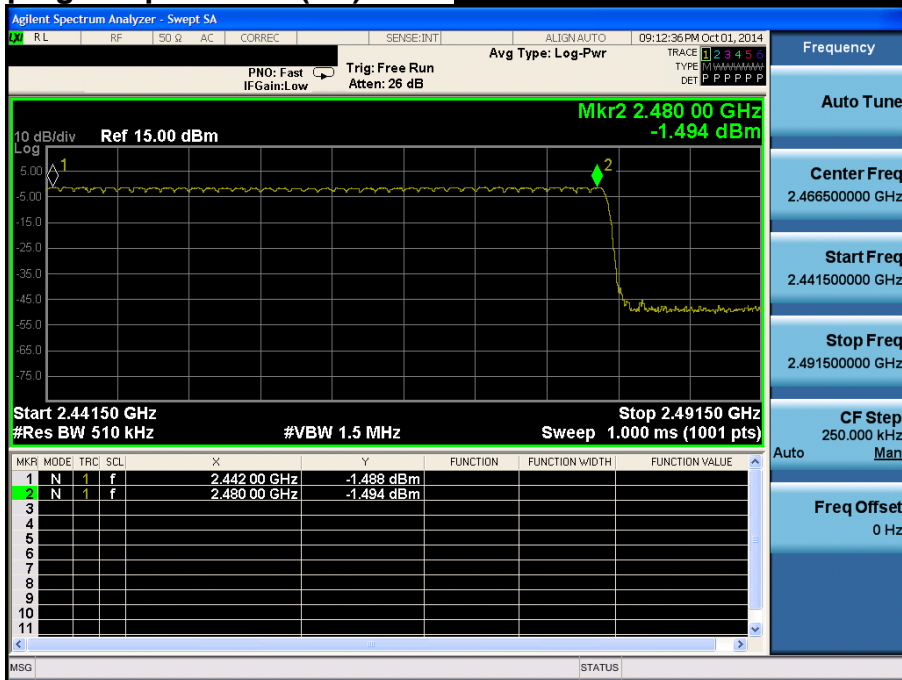 Agilent Spectrum Analyzer - Swept SA
LXI RL RF 50 Ω AC CORREC SENSE:INT ALIGNAUTO 09:12:36 PM Oct 01, 2014
Avg Type: Log-Pwr TRACE 1 2 3 4 5 6
PNO: Fast Trig: Free Run TYPE M
IFGain:Low Atten: 26 dB DET P P P P P P
Mkr2 2.480 00 GHz
-1.494 dBm
10 dB/div Ref 15.00 dBm
Log
5.00
-5.00
-15.0
-25.0
-35.0
-45.0
-55.0
-65.0
-75.0
1
2
Start 2.44150 GHz Stop 2.49150 GHz
#Res BW 510 kHz #VBW 1.5 MHz Sweep 1.000 ms (1001 pts)
MKR MODE TRC SCL X Y FUNCTION FUNCTION WIDTH FUNCTION VALUE
1 N 1 f 2.442 00 GHz -1.488 dBm
2 N 1 f 2.480 00 GHz -1.494 dBm
3
4
5
6
7
8
9
10
11
MSG STATUS
Frequency
Auto Tune
Center Freq
2.466500000 GHz
Start Freq
2.441500000 GHz
Stop Freq
2.491500000 GHz
CF Step
250.000 kHz
Auto Man
Freq Offset
0 Hz